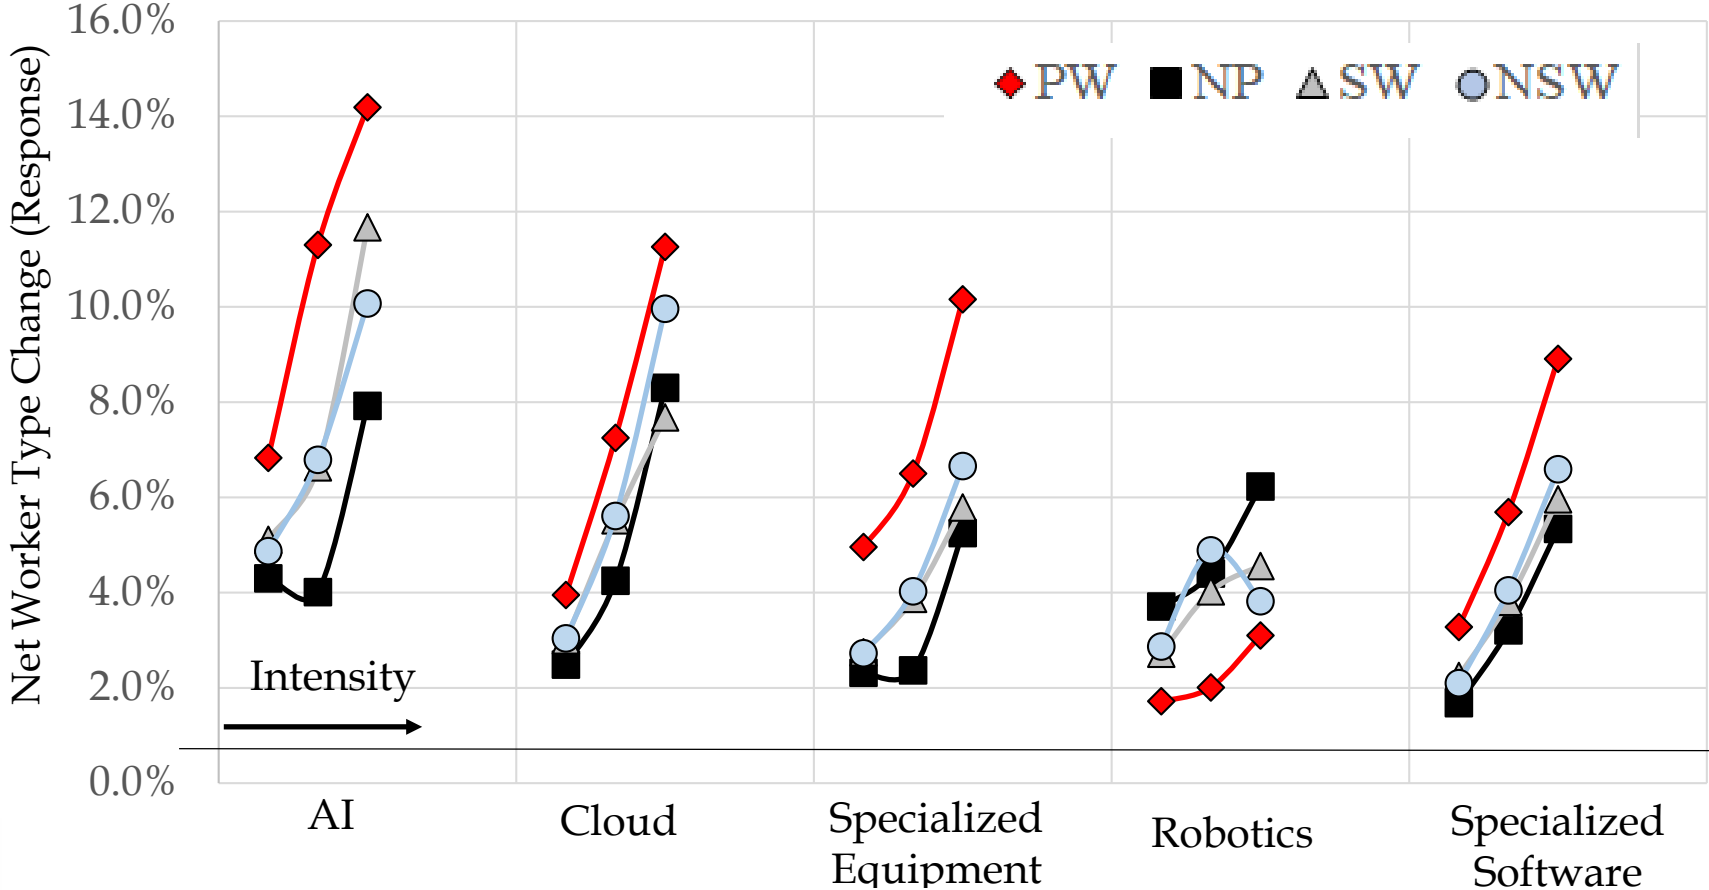 Net Worker Type Change (Response)
16.0%
14.0%
12.0%
10.0%
8.0%
6.0%
4.0%
2.0%
0.0%
PW NP SW NSW
Intensity
AI
Cloud
Specialized
Equipment
Robotics
Specialized
Software